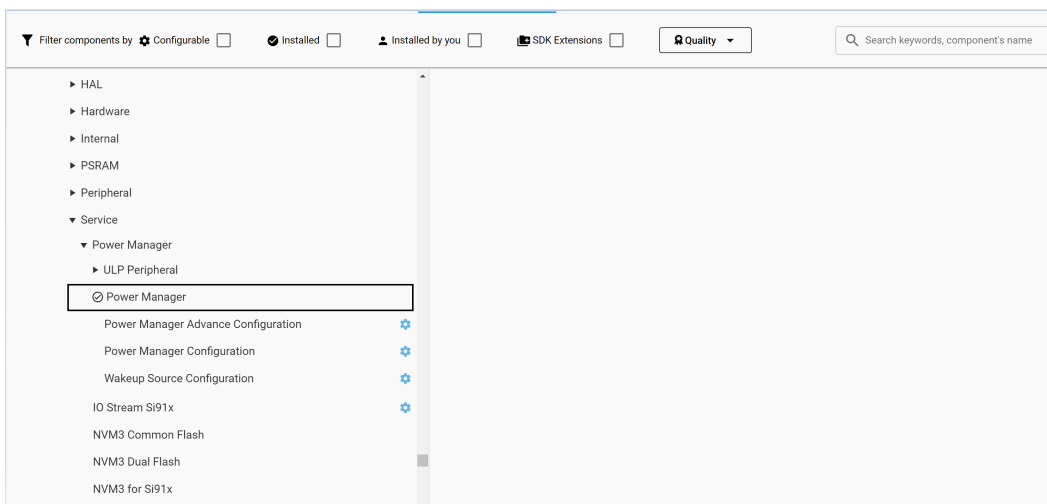 Filter components by Configurable Installed Installed by you SDK Extensions Quality Search keywords, component's name
HAL
Hardware
Internal
PSRAM
Peripheral
Service
Power Manager
ULP Peripheral
Power Manager
Power Manager Advance Configuration
Power Manager Configuration
Wakeup Source Configuration
IO Stream Si91x
NVM3 Common Flash
NVM3 Dual Flash
NVM3 for Si91x